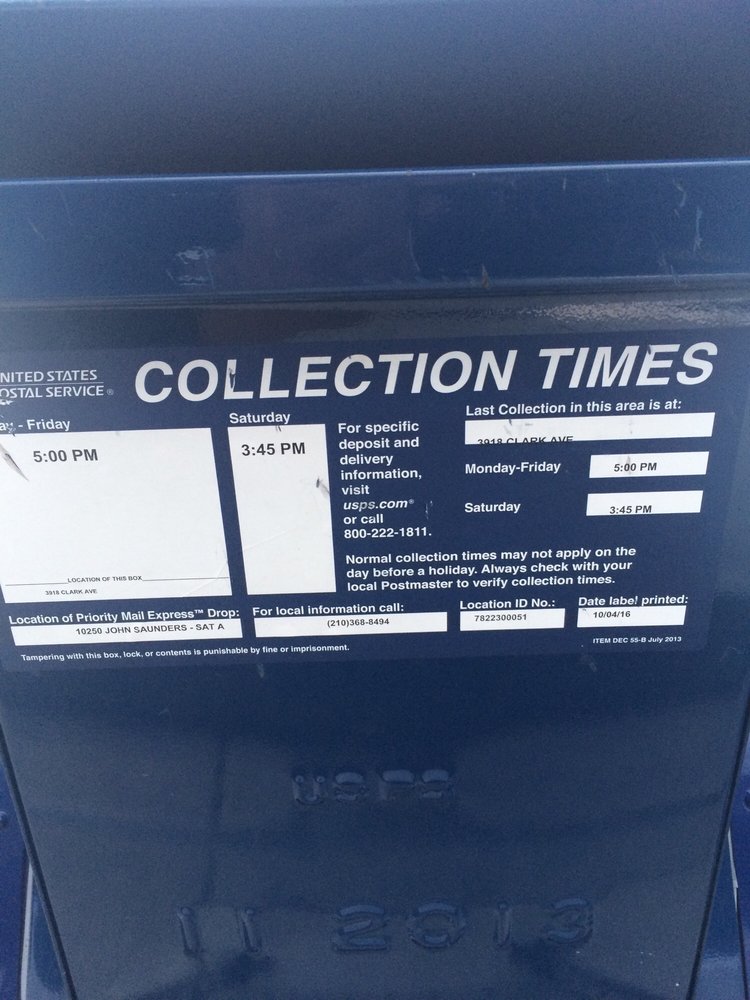 NITED STATES
OSTAL SERVICE®
COLLECTION TIMES
ay - Friday
5:00 PM
LOCATION OF THIS BOX
3918 CLARK AVE
Saturday
3:45 PM
For specific
deposit and
delivery
information,
visit
usps.com®
or call
800-222-1811.
Last Collection in this area is at:
3918 CLARK AVE
Monday-Friday
5:00 PM
Saturday
3:45 PM
Normal collection times may not apply on the
day before a holiday. Always check with your
local Postmaster to verify collection times.
Location of Priority Mail Express™ Drop:
10250 JOHN SAUNDERS - SAT A
For local information call:
(210)368-8494
Location ID No.:
7822300051
Date label printed:
10/04/16
Tampering with this box, lock, or contents is punishable by fine or imprisonment.
ITEM DEC 55-B July 2013
USPS
11 2013